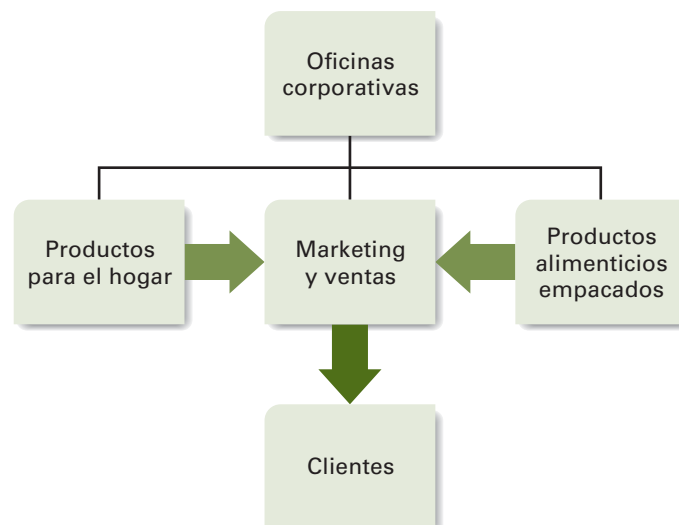 Oficinas
corporativas
Productos
para el hogar
Marketing
y ventas
Productos
alimenticios
empacados
Clientes